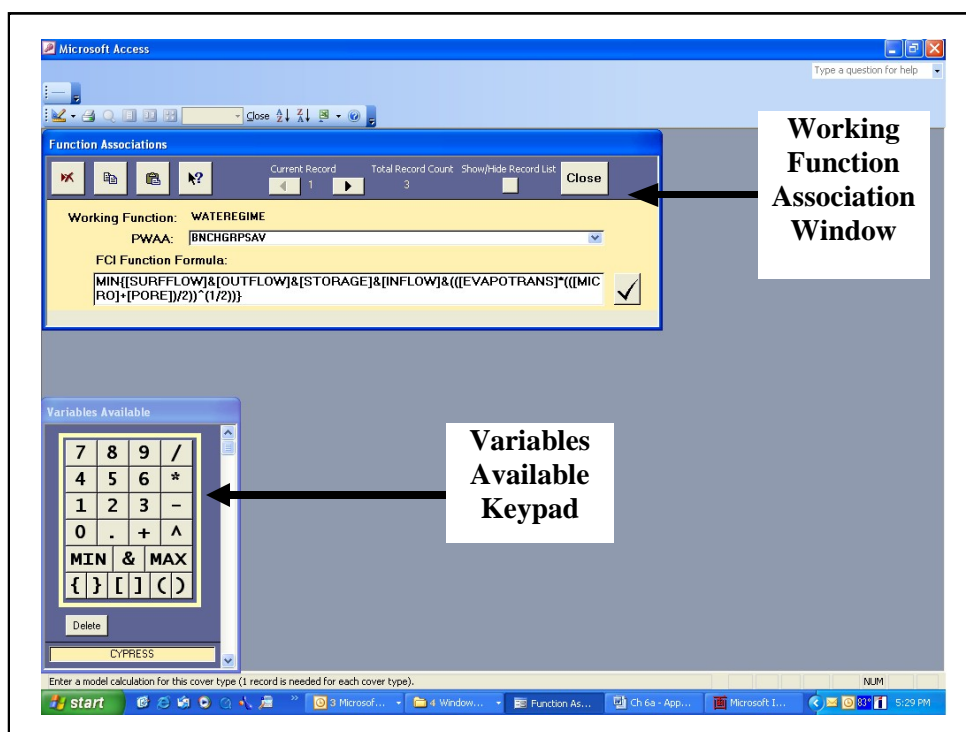 Microsoft Access
Type a question for help
Close
Function Associations
Current Record
Total Record Count
Show/Hide Record List
1
3
Close
Working Function: WATEREGIME
PWAA: BNCHGRPSAV
FCI Function Formula:
MIN{[SURFFLOW]&[OUTFLOW]&[STORAGE]&[INFLOW]&(([EVAPOTRANS]*(([MIC
RO]+[PORE])/2))^(1/2))}
Working
Function
Association
Window
Variables Available
7 8 9 /
4 5 6 *
1 2 3 -
0 . + ^
MIN & MAX
{ } [ ] ( )
Delete
CYPRESS
Variables
Available
Keypad
Enter a model calculation for this cover type (1 record is needed for each cover type).
NUM
start
3 Microsof...
4 Window...
Function As...
Ch 6a - App...
Microsoft I...
83°
5:29 PM